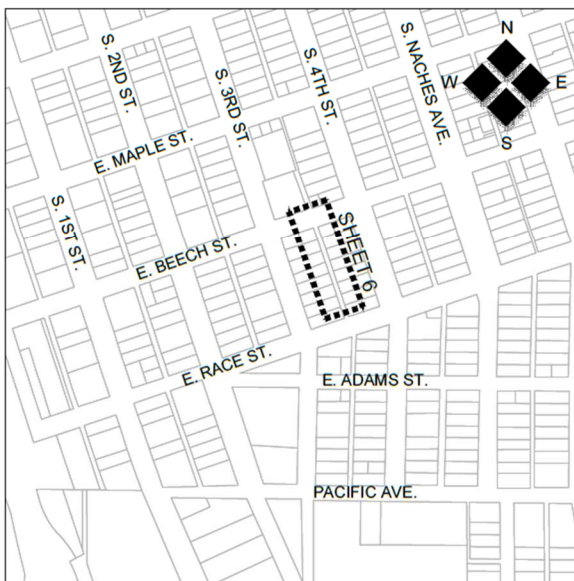 S. 2ND ST.
S. 3RD ST.
S. 4TH ST.
S. NACHES AVE.
N
W
E
S
E. MAPLE ST.
S. 1ST ST.
E. BEECH ST.
SHEET 6
E. RACE ST.
E. ADAMS ST.
PACIFIC AVE.